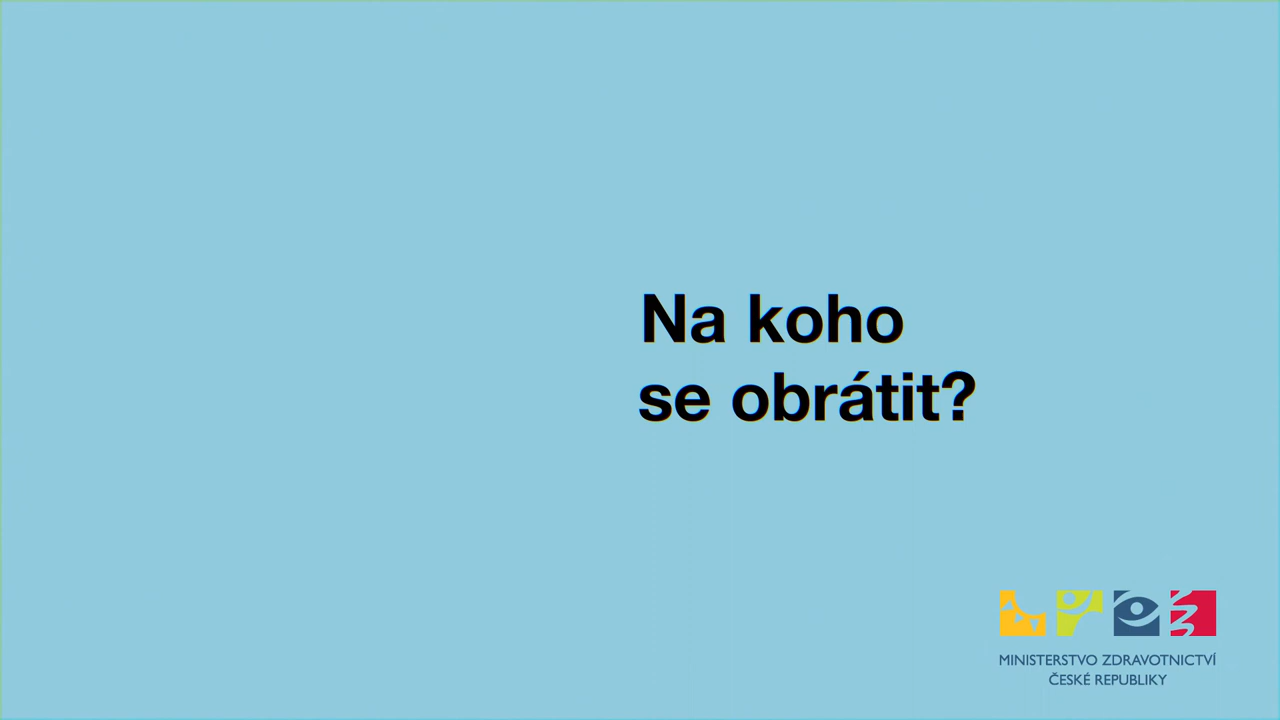 Na koho
se obrátit?
MINISTERSTVO ZDRAVOTNICTVÍ
ČESKÉ REPUBLIKY